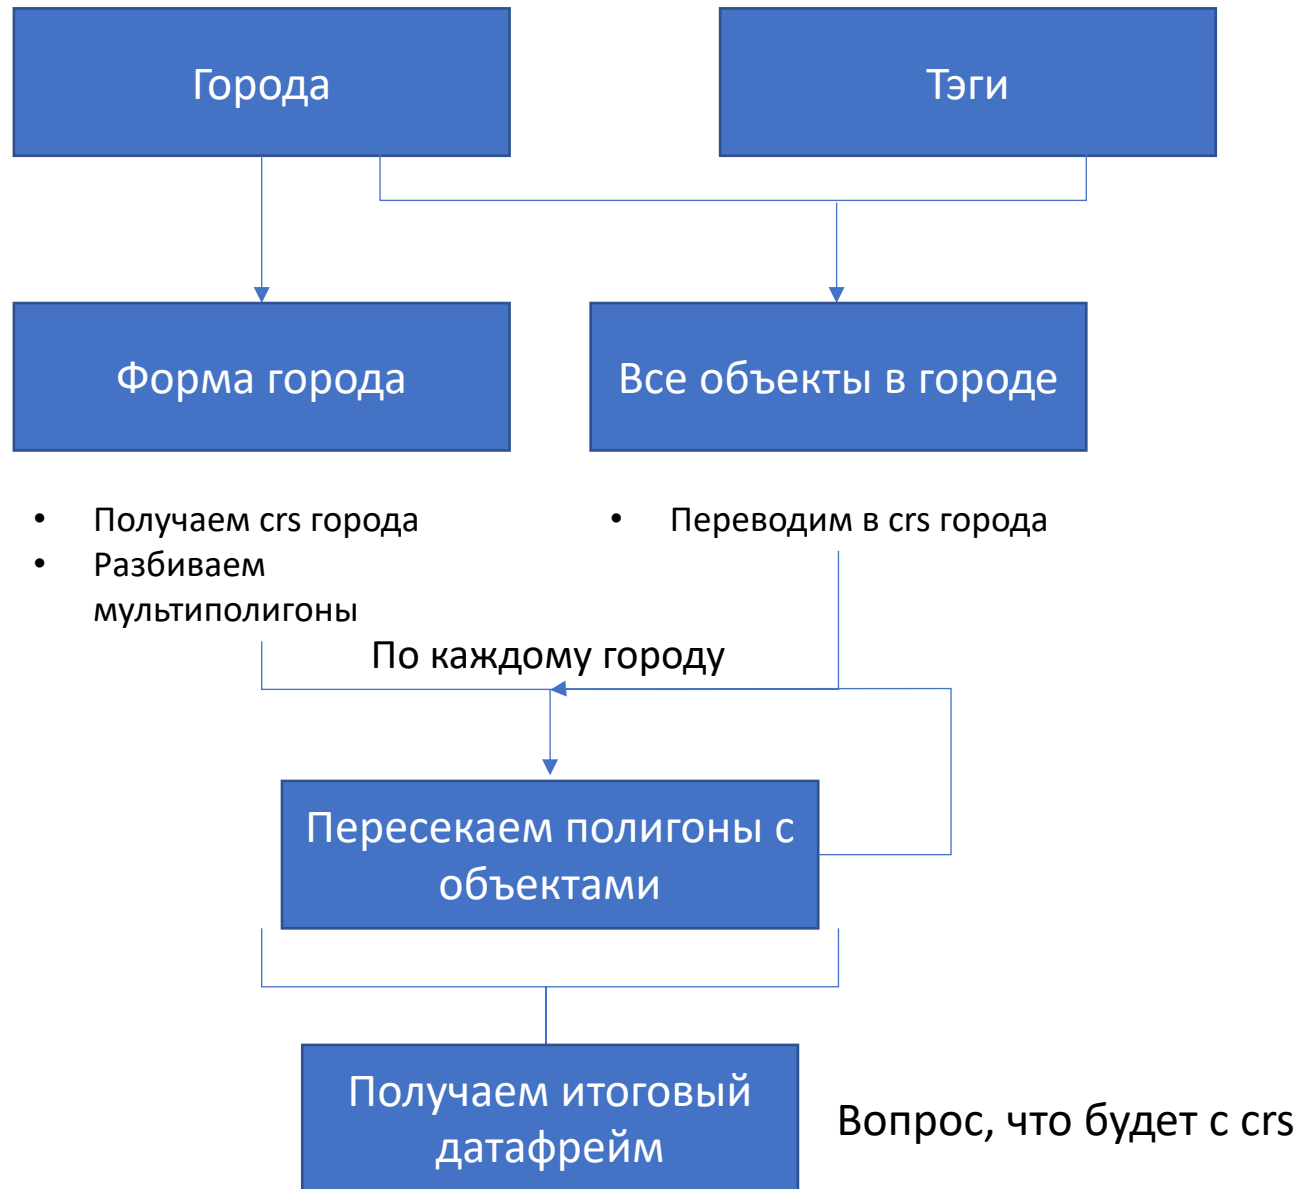 Города
Тэги
Форма города
Все объекты в городе
• Получаем crs города
• Разбиваем
мультиполигоны
• Переводим в crs города
По каждому городу
Пересекаем полигоны с
объектами
Получаем итоговый
датафрейм
Вопрос, что будет с crs